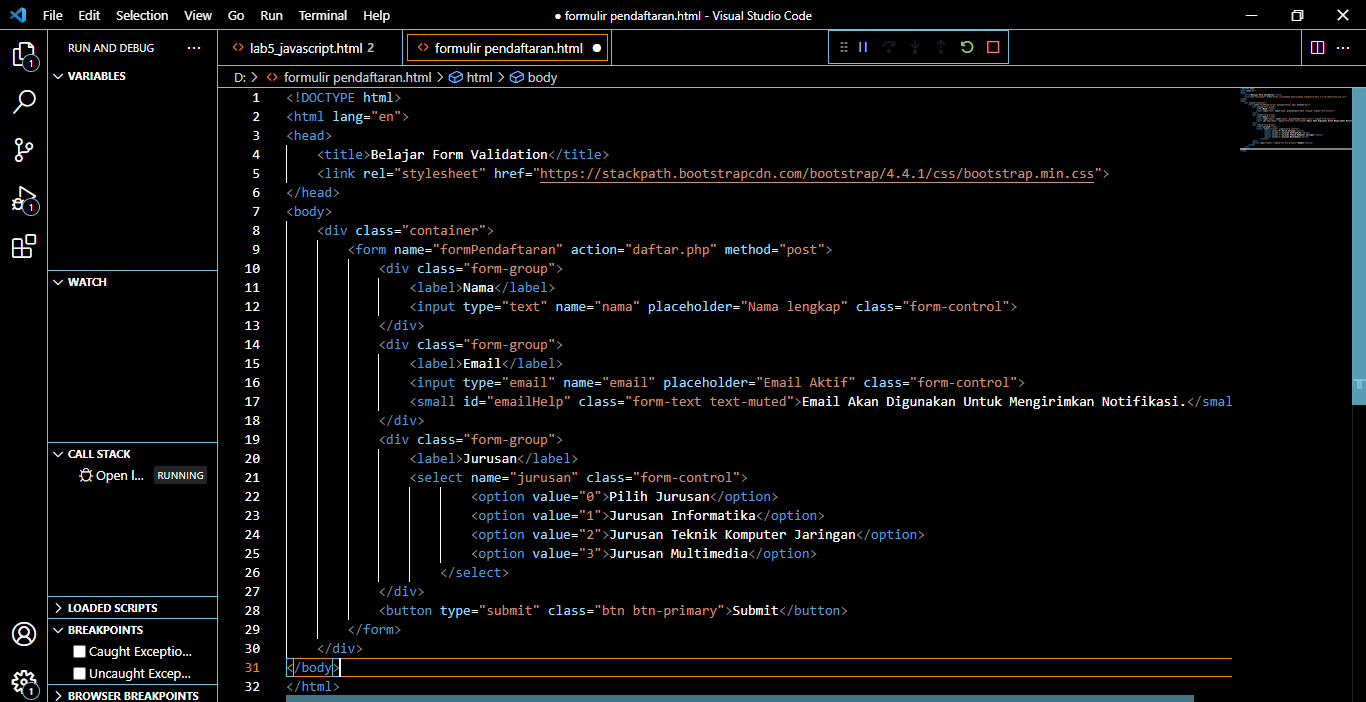 File Edit Selection View Go Run Terminal Help ● formulir pendaftaran.html - Visual Studio Code
RUN AND DEBUG ···
<> lab5_javascript.html 2 <> formulir pendaftaran.html ●
D: > <> formulir pendaftaran.html > html > body
VARIABLES
WATCH
CALL STACK
Open l... RUNNING
LOADED SCRIPTS
BREAKPOINTS
Caught Exceptio...
Uncaught Excep...
BROWSER BREAKPOINTS
1
1
1
1 <!DOCTYPE html>
2 <html lang="en">
3 <head>
4 <title>Belajar Form Validation</title>
5 <link rel="stylesheet" href="https://stackpath.bootstrapcdn.com/bootstrap/4.4.1/css/bootstrap.min.css">
6 </head>
7 <body>
8 <div class="container">
9 <form name="formPendaftaran" action="daftar.php" method="post">
10 <div class="form-group">
11 <label>Nama</label>
12 <input type="text" name="nama" placeholder="Nama lengkap" class="form-control">
13 </div>
14 <div class="form-group">
15 <label>Email</label>
16 <input type="email" name="email" placeholder="Email Aktif" class="form-control">
17 <small id="emailHelp" class="form-text text-muted">Email Akan Digunakan Untuk Mengirimkan Notifikasi.</smal
18 </div>
19 <div class="form-group">
20 <label>Jurusan</label>
21 <select name="jurusan" class="form-control">
22 <option value="0">Pilih Jurusan</option>
23 <option value="1">Jurusan Informatika</option>
24 <option value="2">Jurusan Teknik Komputer Jaringan</option>
25 <option value="3">Jurusan Multimedia</option>
26 </select>
27 </div>
28 <button type="submit" class="btn btn-primary">Submit</button>
29 </form>
30 </div>
31 </body>
32 </html>